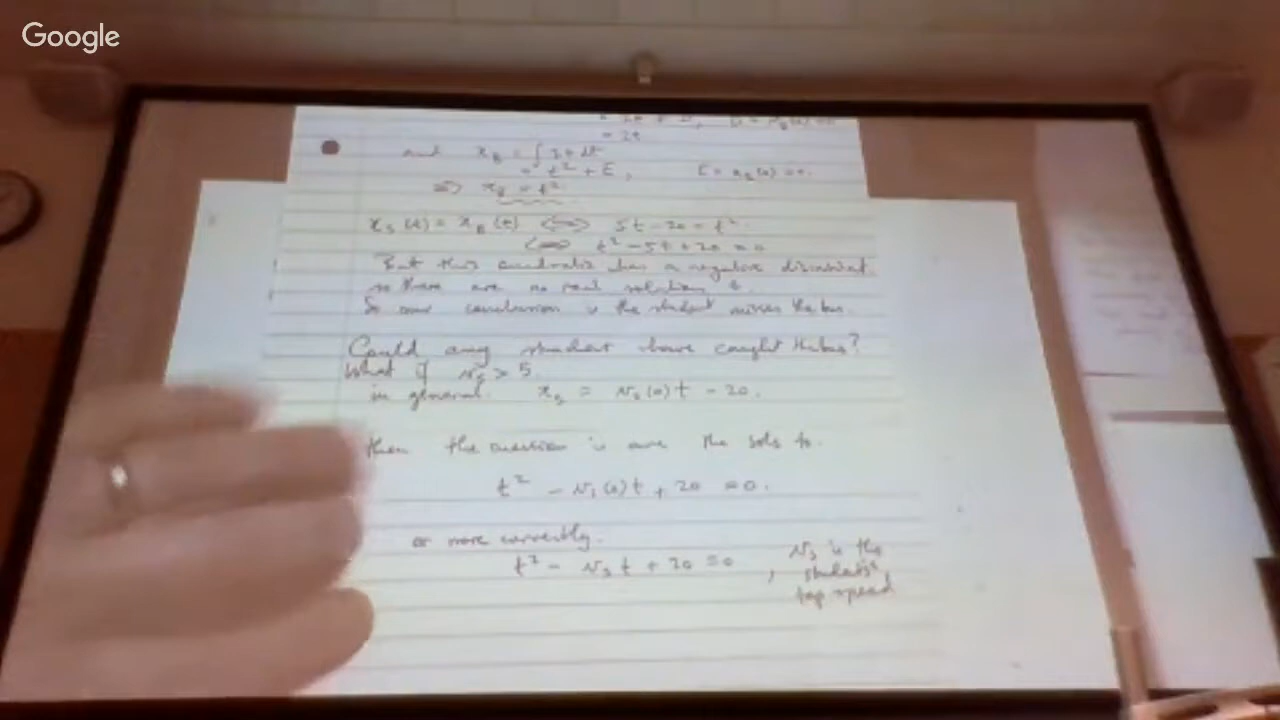 Google
= 2t
and x_B = ∫ 2t dt
= t² + E, E = x_B(0) = 0.
=> x_B = t²
x_s(t) = x_B(t) <=> 5t - 20 = t²
<=> t² - 5t + 20 = 0
But this quadratic has a negative
so there are no real solutions t.
So our conclusion is the student misses the bus.
Could any student have caught the bus?
What if v_s > 5
in general. x_s = v_s(0)t - 20.
then the question is are the sols to.
t² - v_s(0)t + 20 = 0.
or more correctly.
t² - v_s t + 20 = 0 , v_s is the
student's
top speed